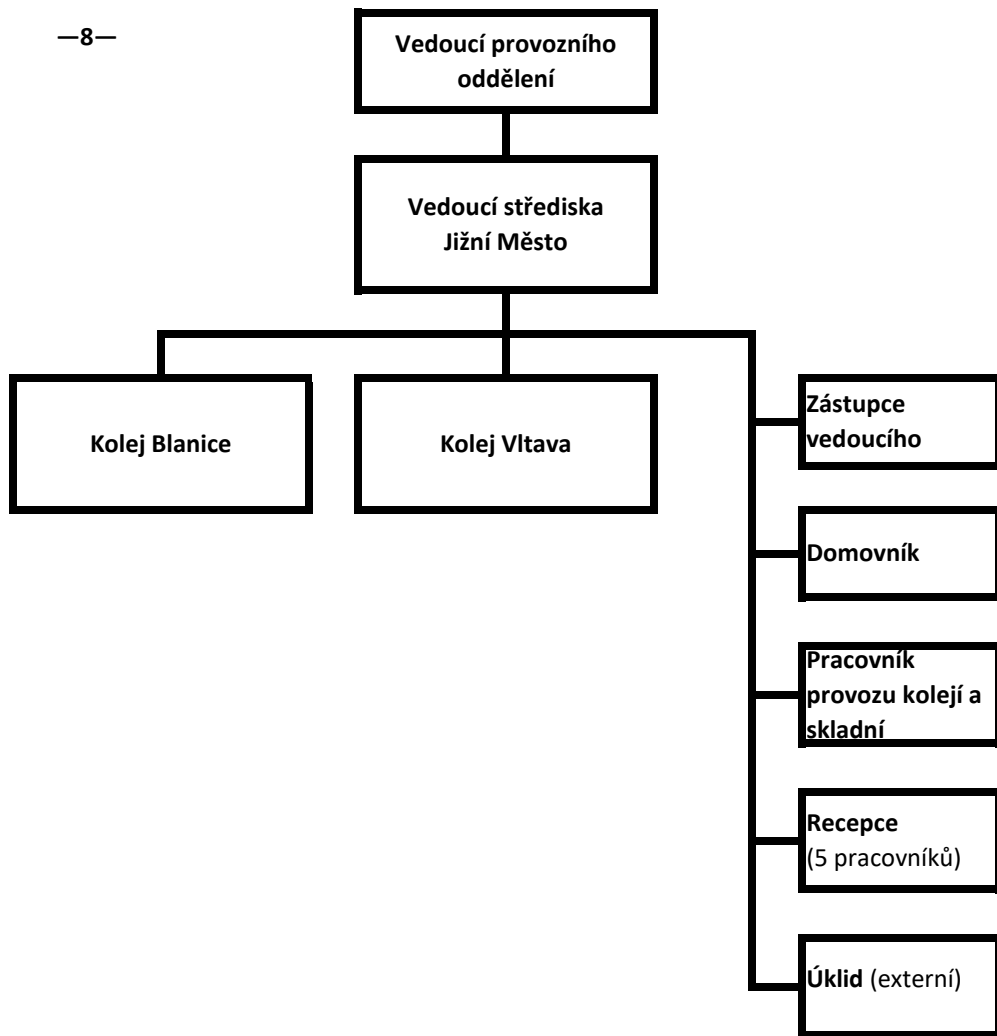 —8—
Vedoucí provozního
oddělení
Vedoucí střediska
Jižní Město
Kolej Blanice
Kolej Vltava
Zástupce
vedoucího
Domovník
Pracovník
provozu kolejí a
skladní
Recepce
(5 pracovníků)
Úklid (externí)